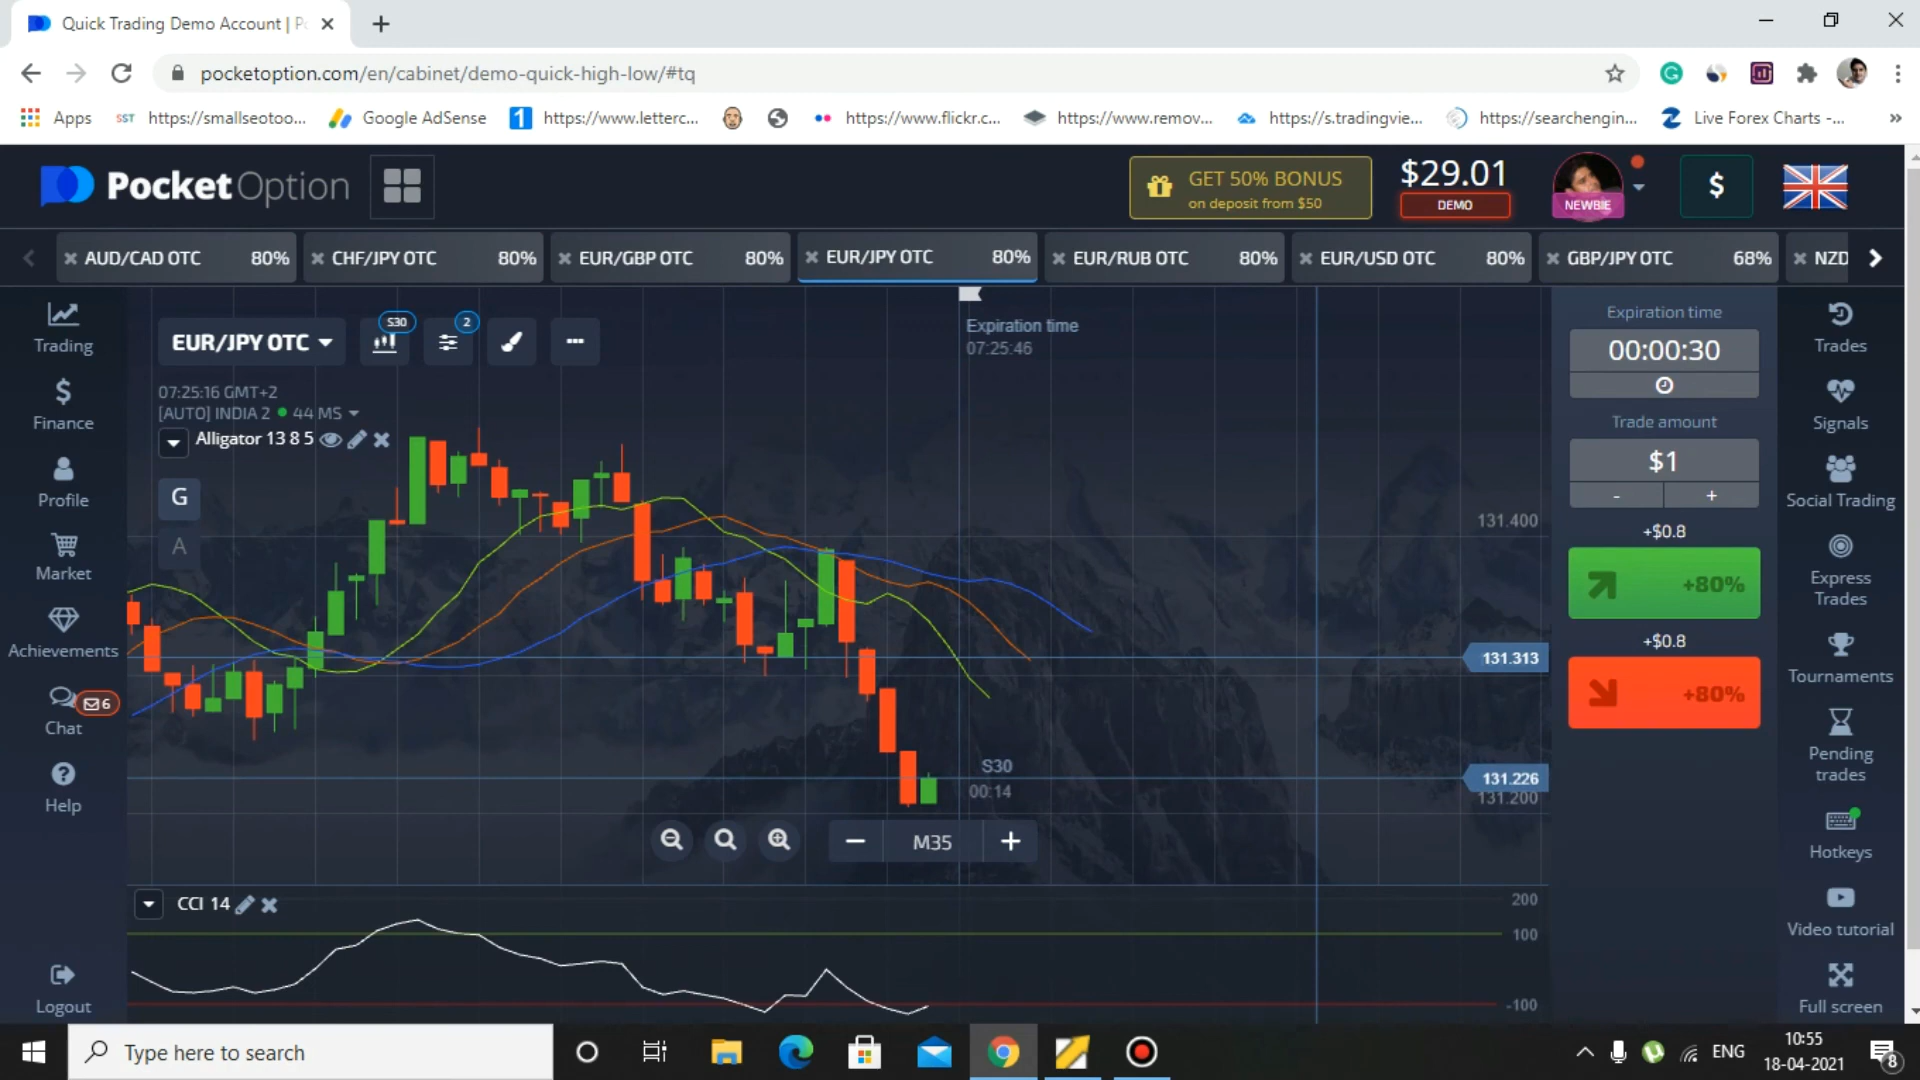 Quick Trading Demo Account | Po
pocketoption.com/en/cabinet/demo-quick-high-low/#tq
Apps
SST https://smallseotoo...
Google AdSense
1 https://www.letterc...
https://www.flickr.c...
https://www.remov...
https://s.tradingvie...
https://searchengin...
Live Forex Charts -...
»
PocketOption
GET 50% BONUS
on deposit from $50
$29.01
DEMO
NEWBIE
$
AUD/CAD OTC 80%
CHF/JPY OTC 80%
EUR/GBP OTC 80%
EUR/JPY OTC 80%
EUR/RUB OTC 80%
EUR/USD OTC 80%
GBP/JPY OTC 68%
NZD
Trading
Finance
Profile
Market
Achievements
Chat
6
Help
Logout
EUR/JPY OTC
S30
2
07:25:16 GMT+2
[AUTO] INDIA 2 44 MS
Alligator 13 8 5
G
A
Expiration time
07:25:46
131.400
131.313
131.226
131.200
S30
00:14
M35
CCI 14
200
100
-100
Expiration time
00:00:30
Trade amount
$1
- +
+$0.8
+80%
+$0.8
+80%
Trades
Signals
Social Trading
Express
Trades
Tournaments
Pending
trades
Hotkeys
Video tutorial
Full screen
Type here to search
ENG
10:55
18-04-2021
8